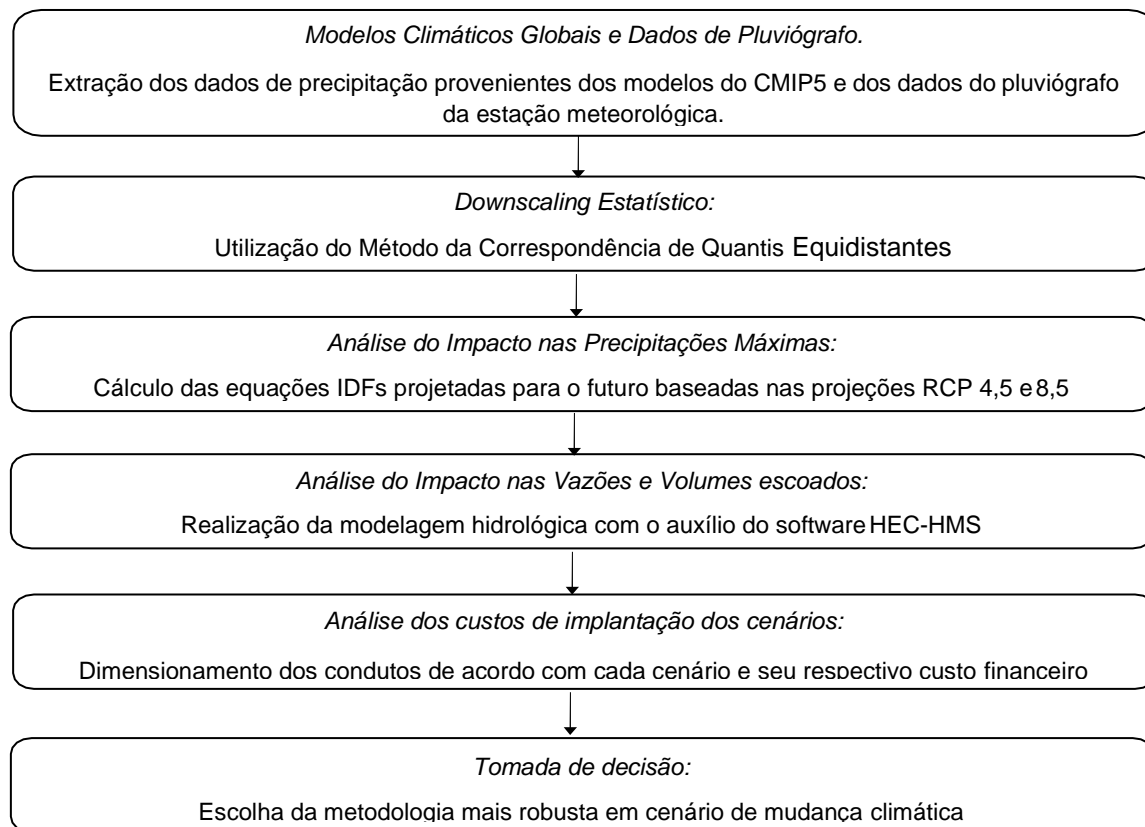 Modelos Climáticos Globais e Dados de Pluviógrafo.
Extração dos dados de precipitação provenientes dos modelos do CMIP5 e dos dados do pluviógrafo
da estação meteorológica.
Downscaling Estatístico:
Utilização do Método da Correspondência de Quantis Equidistantes
Análise do Impacto nas Precipitações Máximas:
Cálculo das equações IDFs projetadas para o futuro baseadas nas projeções RCP 4,5 e 8,5
Análise do Impacto nas Vazões e Volumes escoados:
Realização da modelagem hidrológica com o auxílio do software HEC-HMS
Análise dos custos de implantação dos cenários:
Dimensionamento dos condutos de acordo com cada cenário e seu respectivo custo financeiro
Tomada de decisão:
Escolha da metodologia mais robusta em cenário de mudança climática